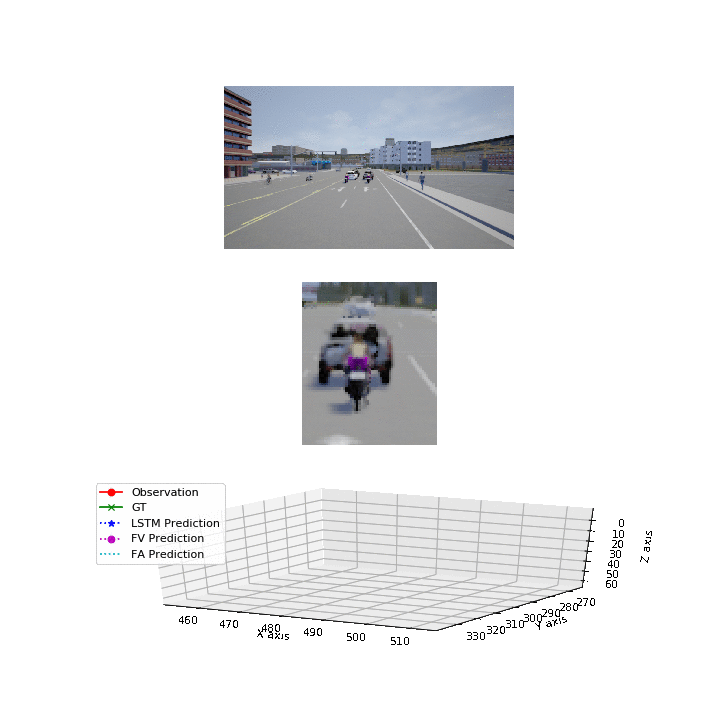 Observation
GT
LSTM Prediction
FV Prediction
FA Prediction
0
10
20
30
40
50
60
Z axis
460
470
480
490
500
510
X axis
330
320
310
300
290
280
270
Y axis